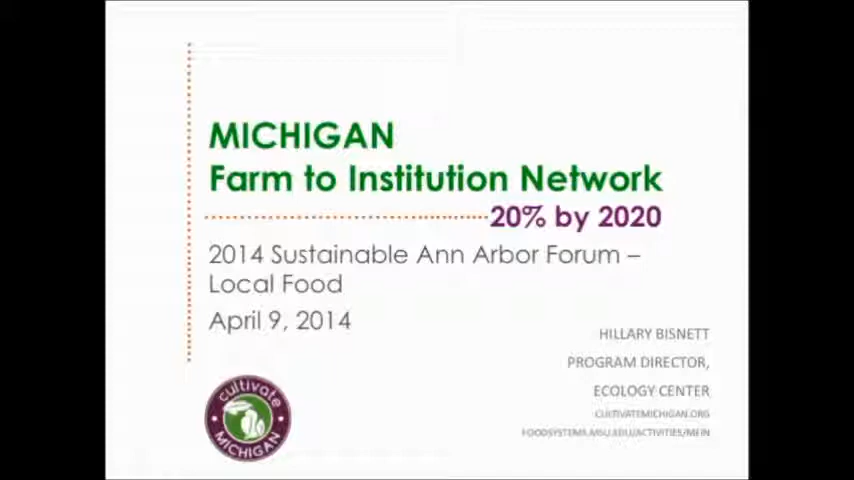 MICHIGAN
Farm to Institution Network
20% by 2020
2014 Sustainable Ann Arbor Forum –
Local Food
April 9, 2014
HILLARY BISNETT
PROGRAM DIRECTOR,
ECOLOGY CENTER
CULTIVATEMICHIGAN.ORG
FOODSYSTEMS.MSU.EDU/ACTIVITIES/MFIN
cultivate
MICHIGAN